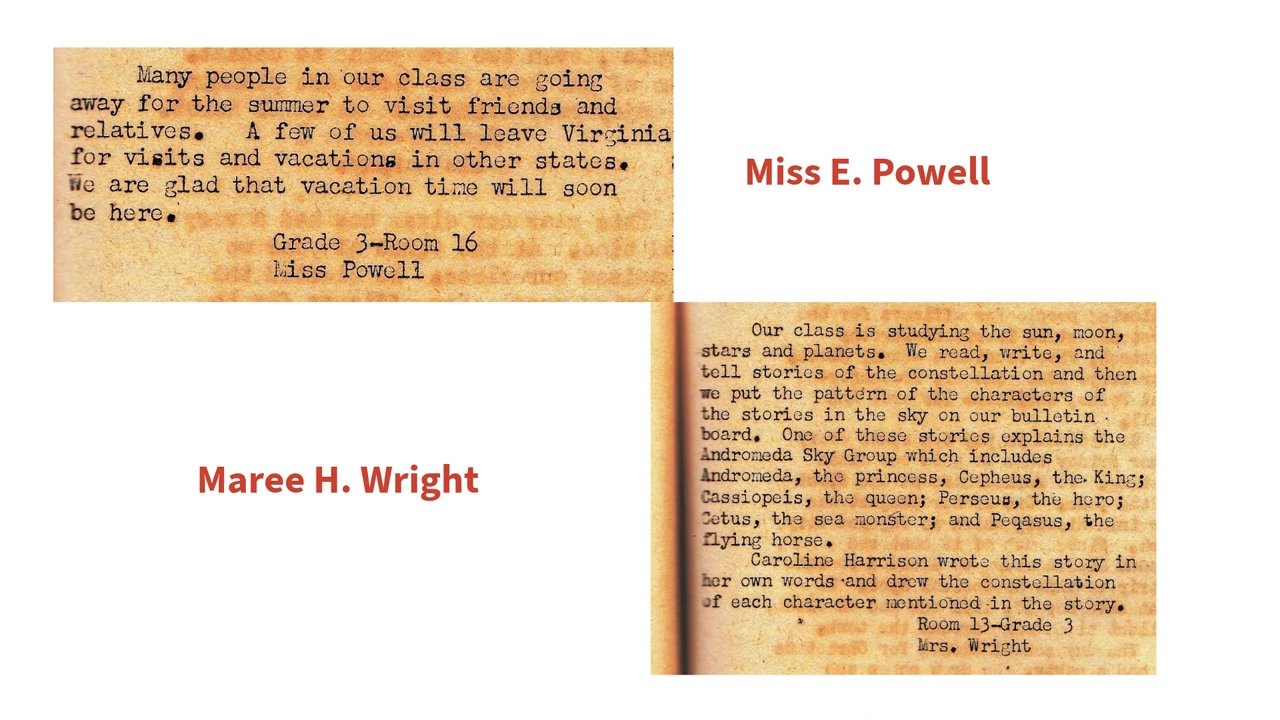 Many people in our class are going
away for the summer to visit friends and
relatives. A few of us will leave Virginia
for visits and vacations in other states.
We are glad that vacation time will soon
be here.
Grade 3-Room 16
Miss Powell
Miss E. Powell
Maree H. Wright
Our class is studying the sun, moon,
stars and planets. We read, write, and
tell stories of the constellation and then
we put the pattern of the characters of
the stories in the sky on our bulletin
board. One of these stories explains the
Andromeda Sky Group which includes
Andromeda, the princess, Cepheus, the King;
Cassiopeis, the queen; Perseus, the hero;
Cetus, the sea monster; and Peqasus, the
flying horse.
Caroline Harrison wrote this story in
her own words and drew the constellation
of each character mentioned in the story.
Room 13-Grade 3
Mrs. Wright